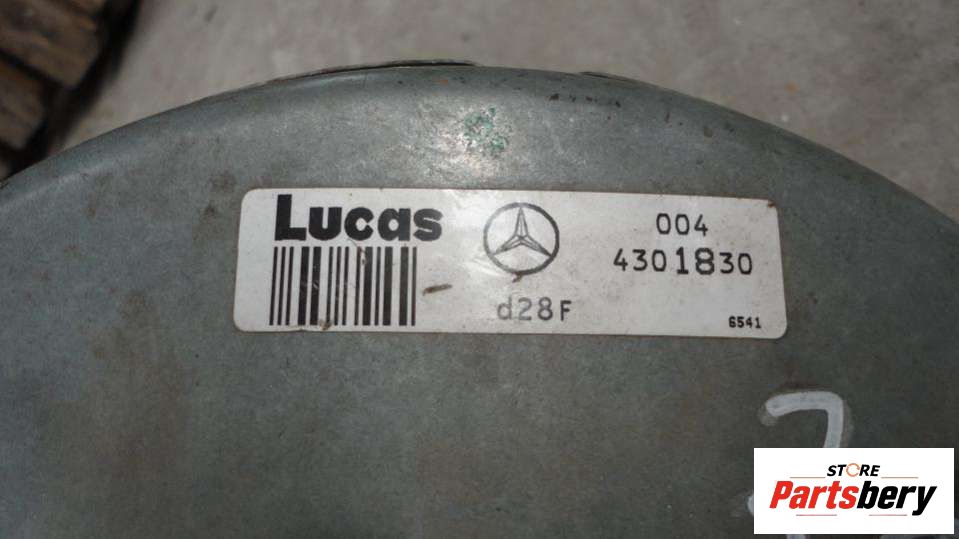 Lucas
004
4301830
d28F
6541
STORE
Partsbery